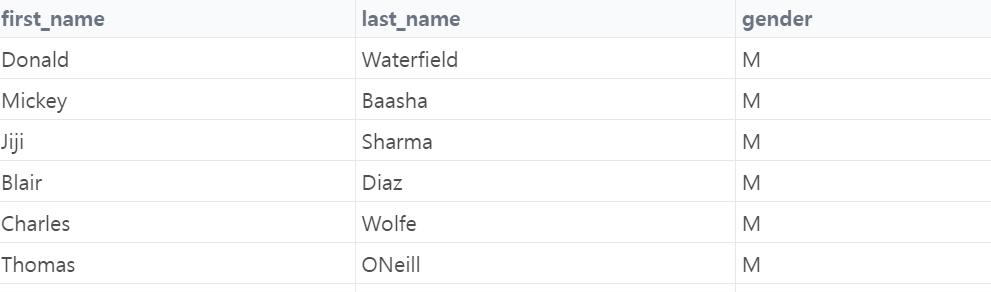 first_name last_name gender
Donald Waterfield M
Mickey Baasha M
Jiji Sharma M
Blair Diaz M
Charles Wolfe M
Thomas ONeill M